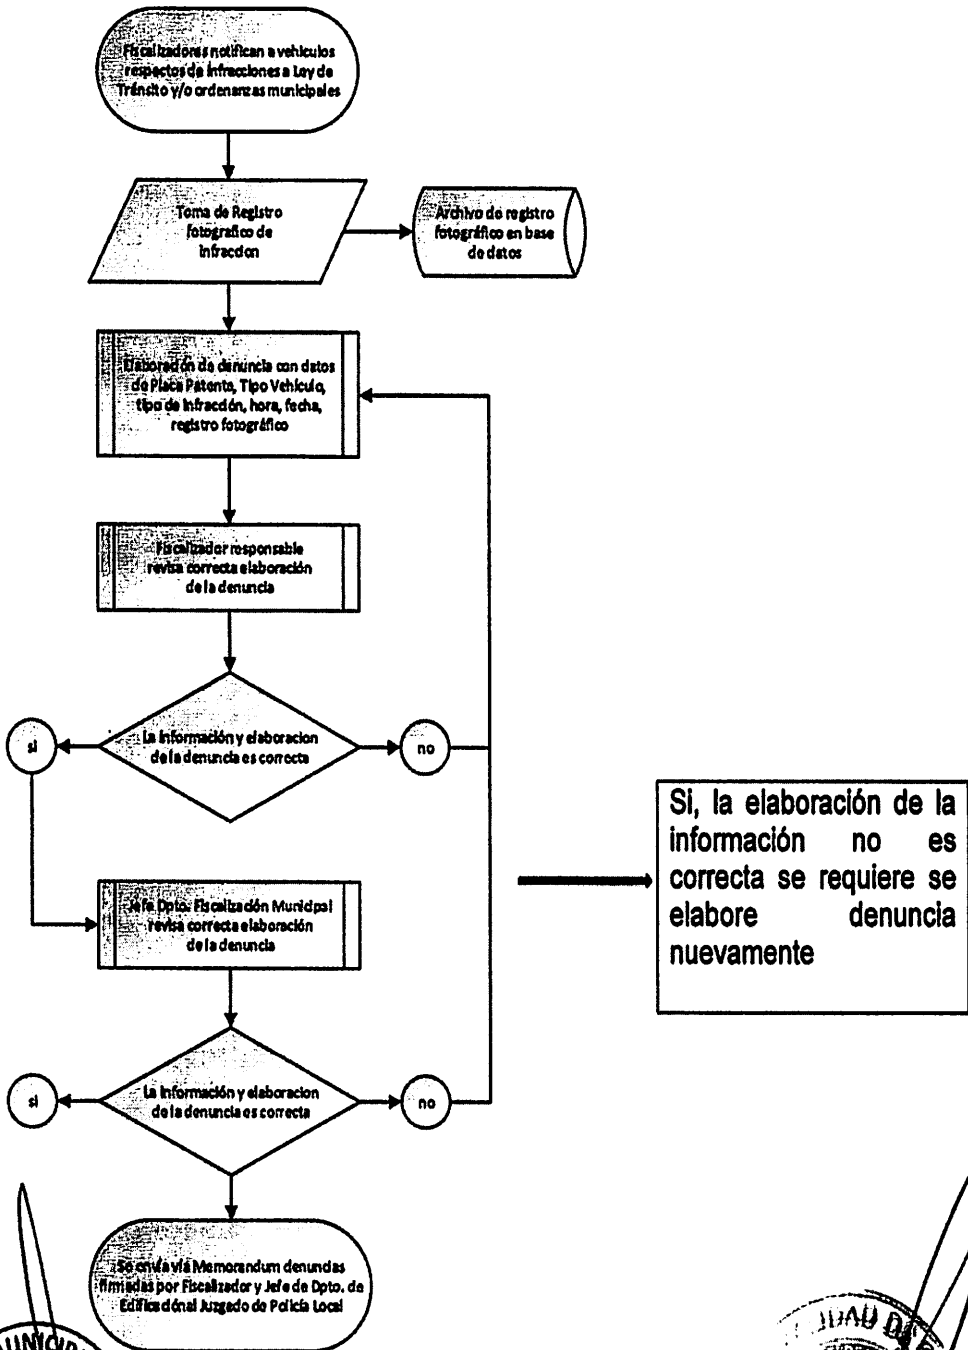 Fiscalizadores notifican a vehículos
respectos de infracciones a Ley de
Tránsito y/o ordenanzas municipales
Toma de Registro
fotografico de
infraccion
Archivo de registro
fotográfico en base
de datos
Elaboración de denuncia con datos
de Placa Patente, Tipo Vehículo,
tipo de infracción, hora, fecha,
registro fotográfico
Fiscalizador responsable
revisa correcta elaboración
de la denuncia
La información y elaboracion
de la denuncia es correcta
si
no
Si, la elaboración de la
información no es
correcta se requiere se
elabore denuncia
nuevamente
Jefe Dpto. Fiscalización Municipal
revisa correcta elaboración
de la denuncia
La información y elaboracion
de la denuncia es correcta
si
no
Se envía vía Memorandum denuncias
firmadas por Fiscalizador y Jefe de Dpto. de
Edificación al Juzgado de Policía Local